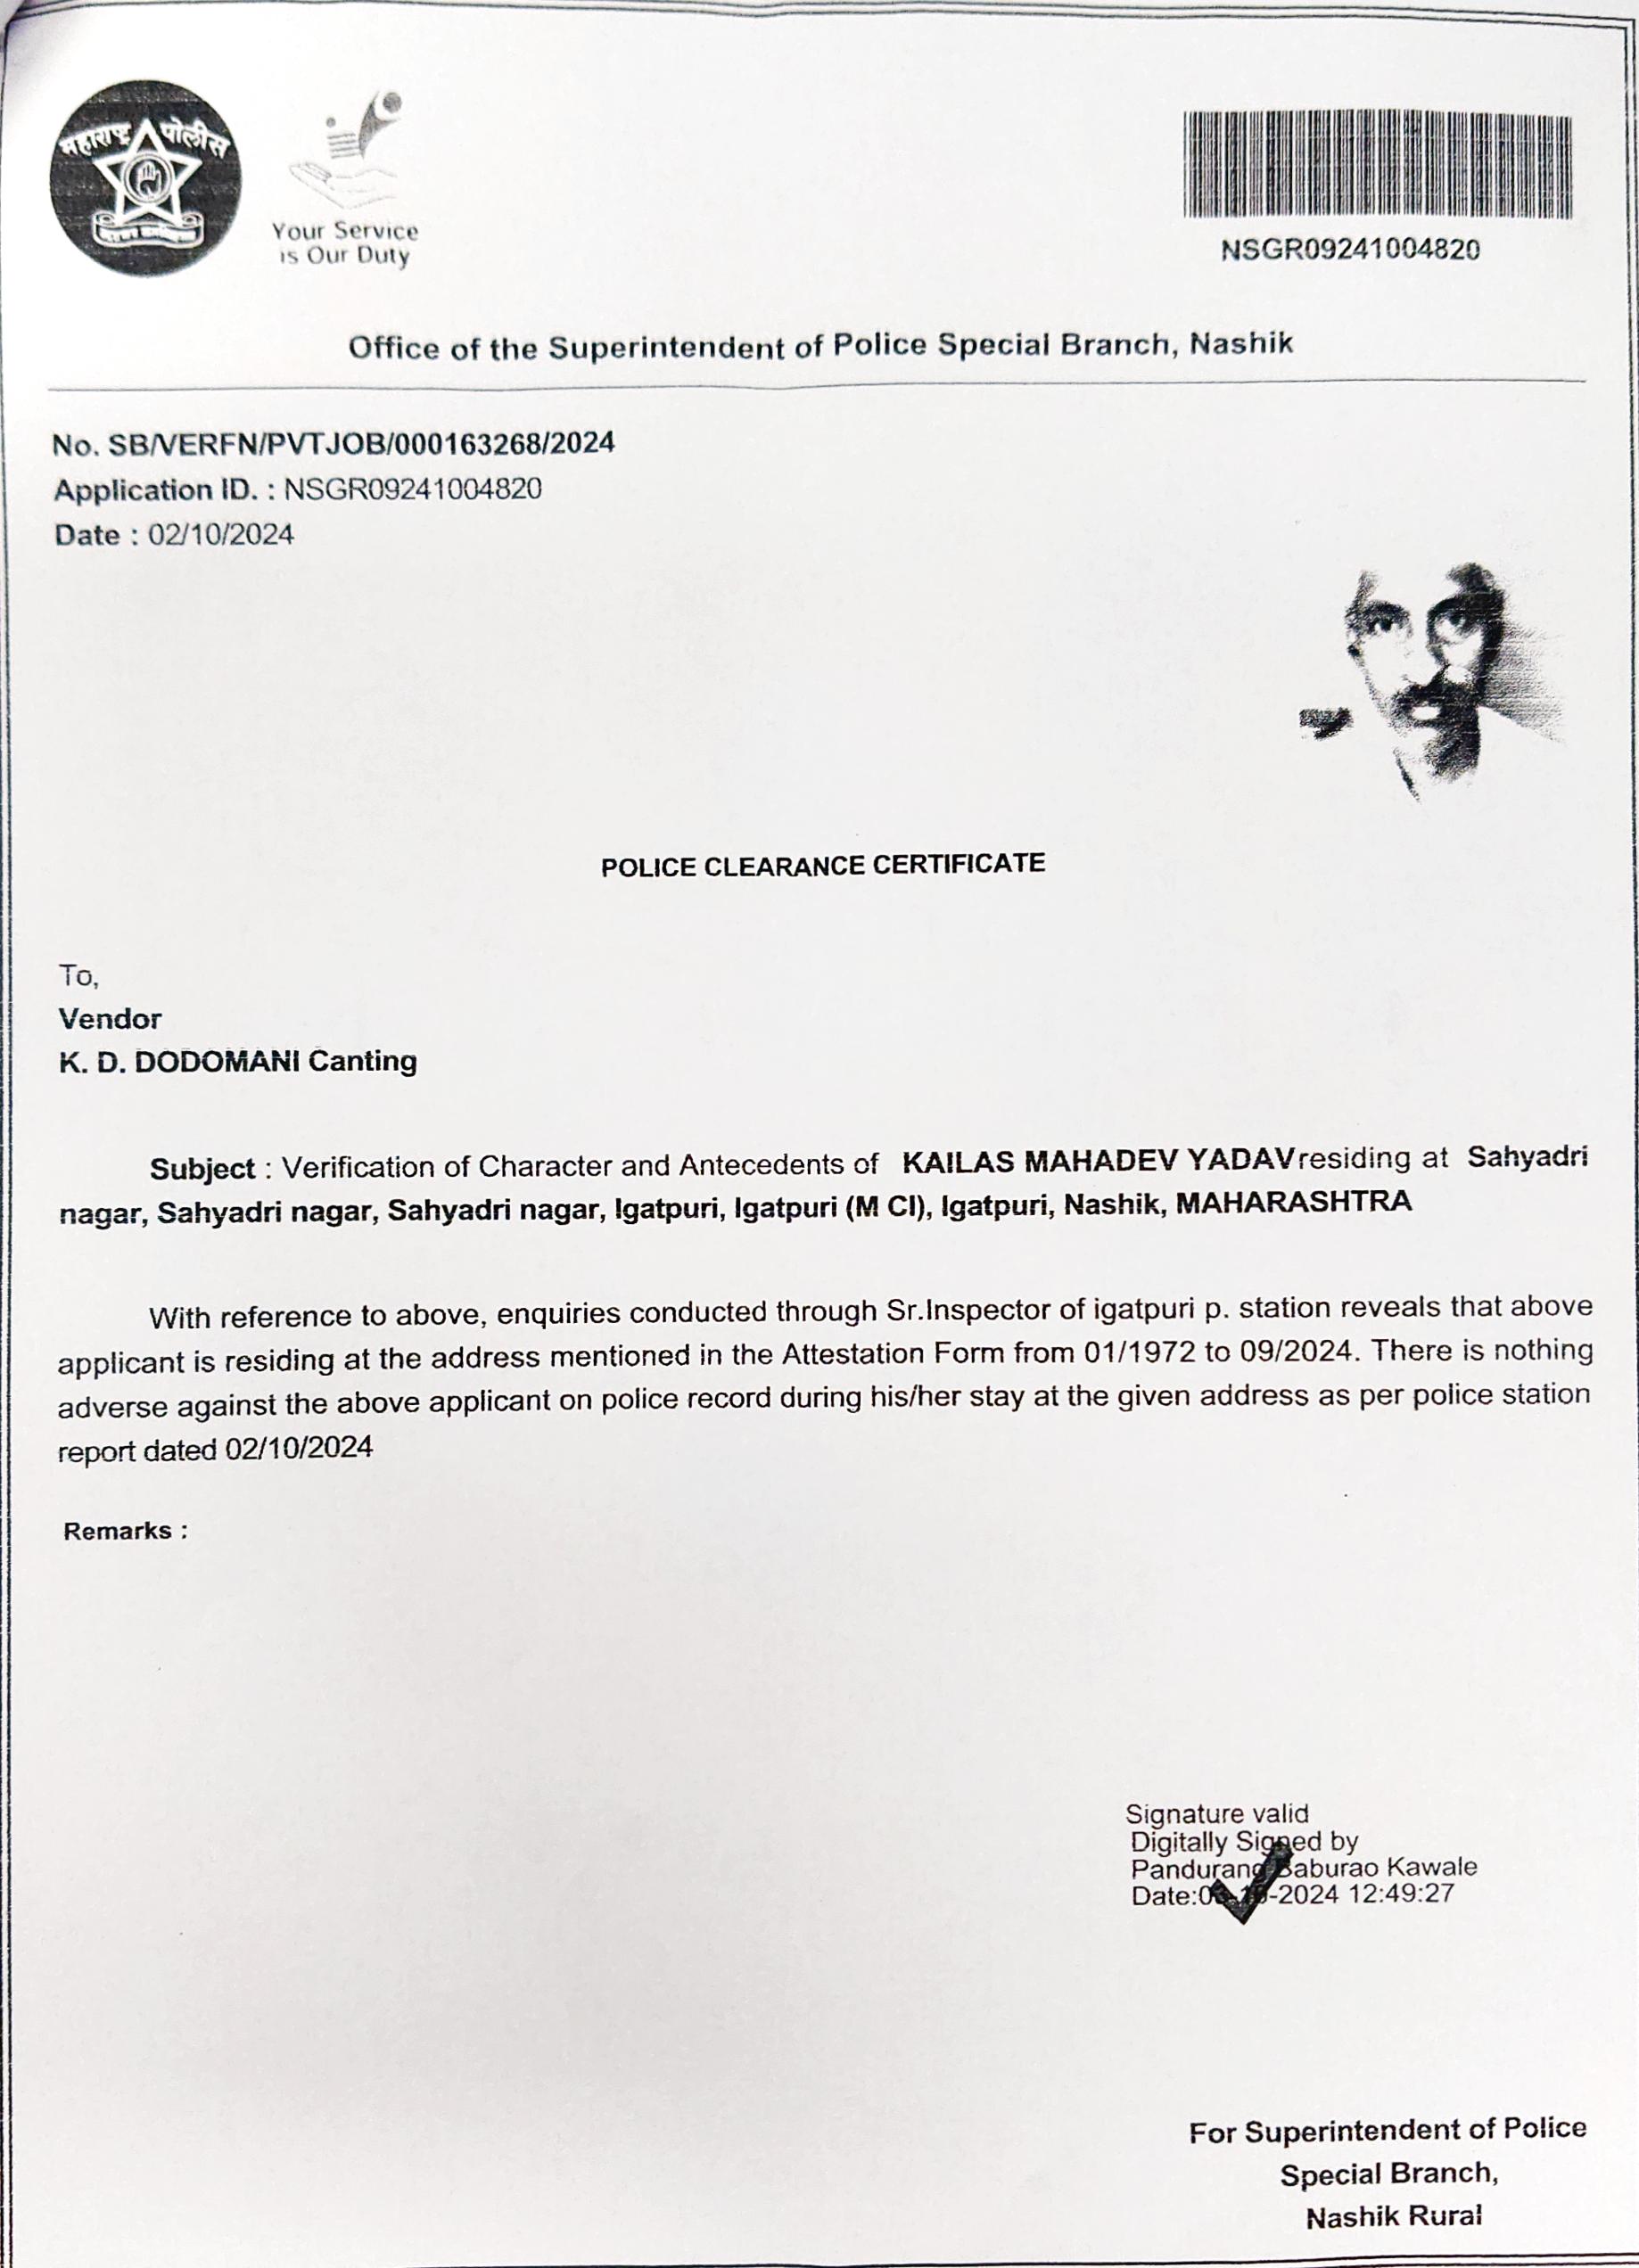 महाराष्ट्र पोलीस
Your Service
is Our Duty
NSGR09241004820
Office of the Superintendent of Police Special Branch, Nashik
No. SB/VERFN/PVTJOB/000163268/2024
Application ID. : NSGR09241004820
Date : 02/10/2024
POLICE CLEARANCE CERTIFICATE
To,
Vendor
K. D. DODOMANI Canting
Subject : Verification of Character and Antecedents of KAILAS MAHADEV YADAVresiding at Sahyadri
nagar, Sahyadri nagar, Sahyadri nagar, Igatpuri, Igatpuri (M Cl), Igatpuri, Nashik, MAHARASHTRA
With reference to above, enquiries conducted through Sr.Inspector of igatpuri p. station reveals that above
applicant is residing at the address mentioned in the Attestation Form from 01/1972 to 09/2024. There is nothing
adverse against the above applicant on police record during his/her stay at the given address as per police station
report dated 02/10/2024
Remarks :
Signature valid
Digitally Signed by
Pandurang Baburao Kawale
-2024 12:49:27
For Superintendent of Police
Special Branch,
Nashik Rural